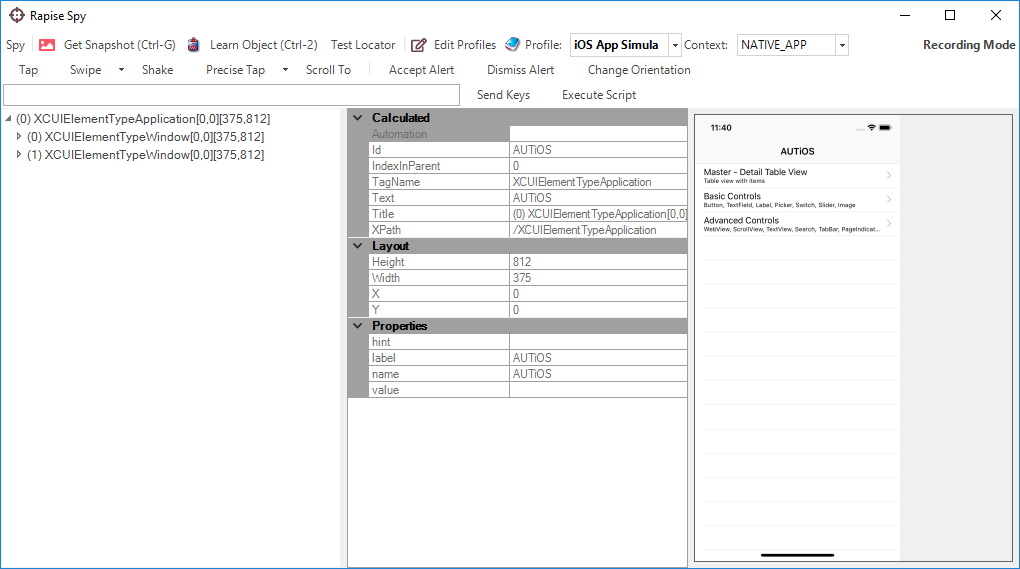 Rapise Spy
Spy Get Snapshot (Ctrl-G) Learn Object (Ctrl-2) Test Locator Edit Profiles Profile: iOS App Simula Context: NATIVE_APP Recording Mode
Tap Swipe Shake Precise Tap Scroll To Accept Alert Dismiss Alert Change Orientation
Send Keys Execute Script
(0) XCUIElementTypeApplication[0,0][375,812]
(0) XCUIElementTypeWindow[0,0][375,812]
(1) XCUIElementTypeWindow[0,0][375,812]
Calculated
Automation
Id AUTiOS
IndexInParent 0
TagName XCUIElementTypeApplication
Text AUTiOS
Title (0) XCUIElementTypeApplication[0,0]
XPath /XCUIElementTypeApplication
Layout
Height 812
Width 375
X 0
Y 0
Properties
hint
label AUTiOS
name AUTiOS
value
11:40
AUTiOS
Master - Detail Table View
Table view with items
Basic Controls
Button, TextField, Label, Picker, Switch, Slider, Image
Advanced Controls
WebView, ScrollView, TextView, Search, TabBar, PageIndicat...